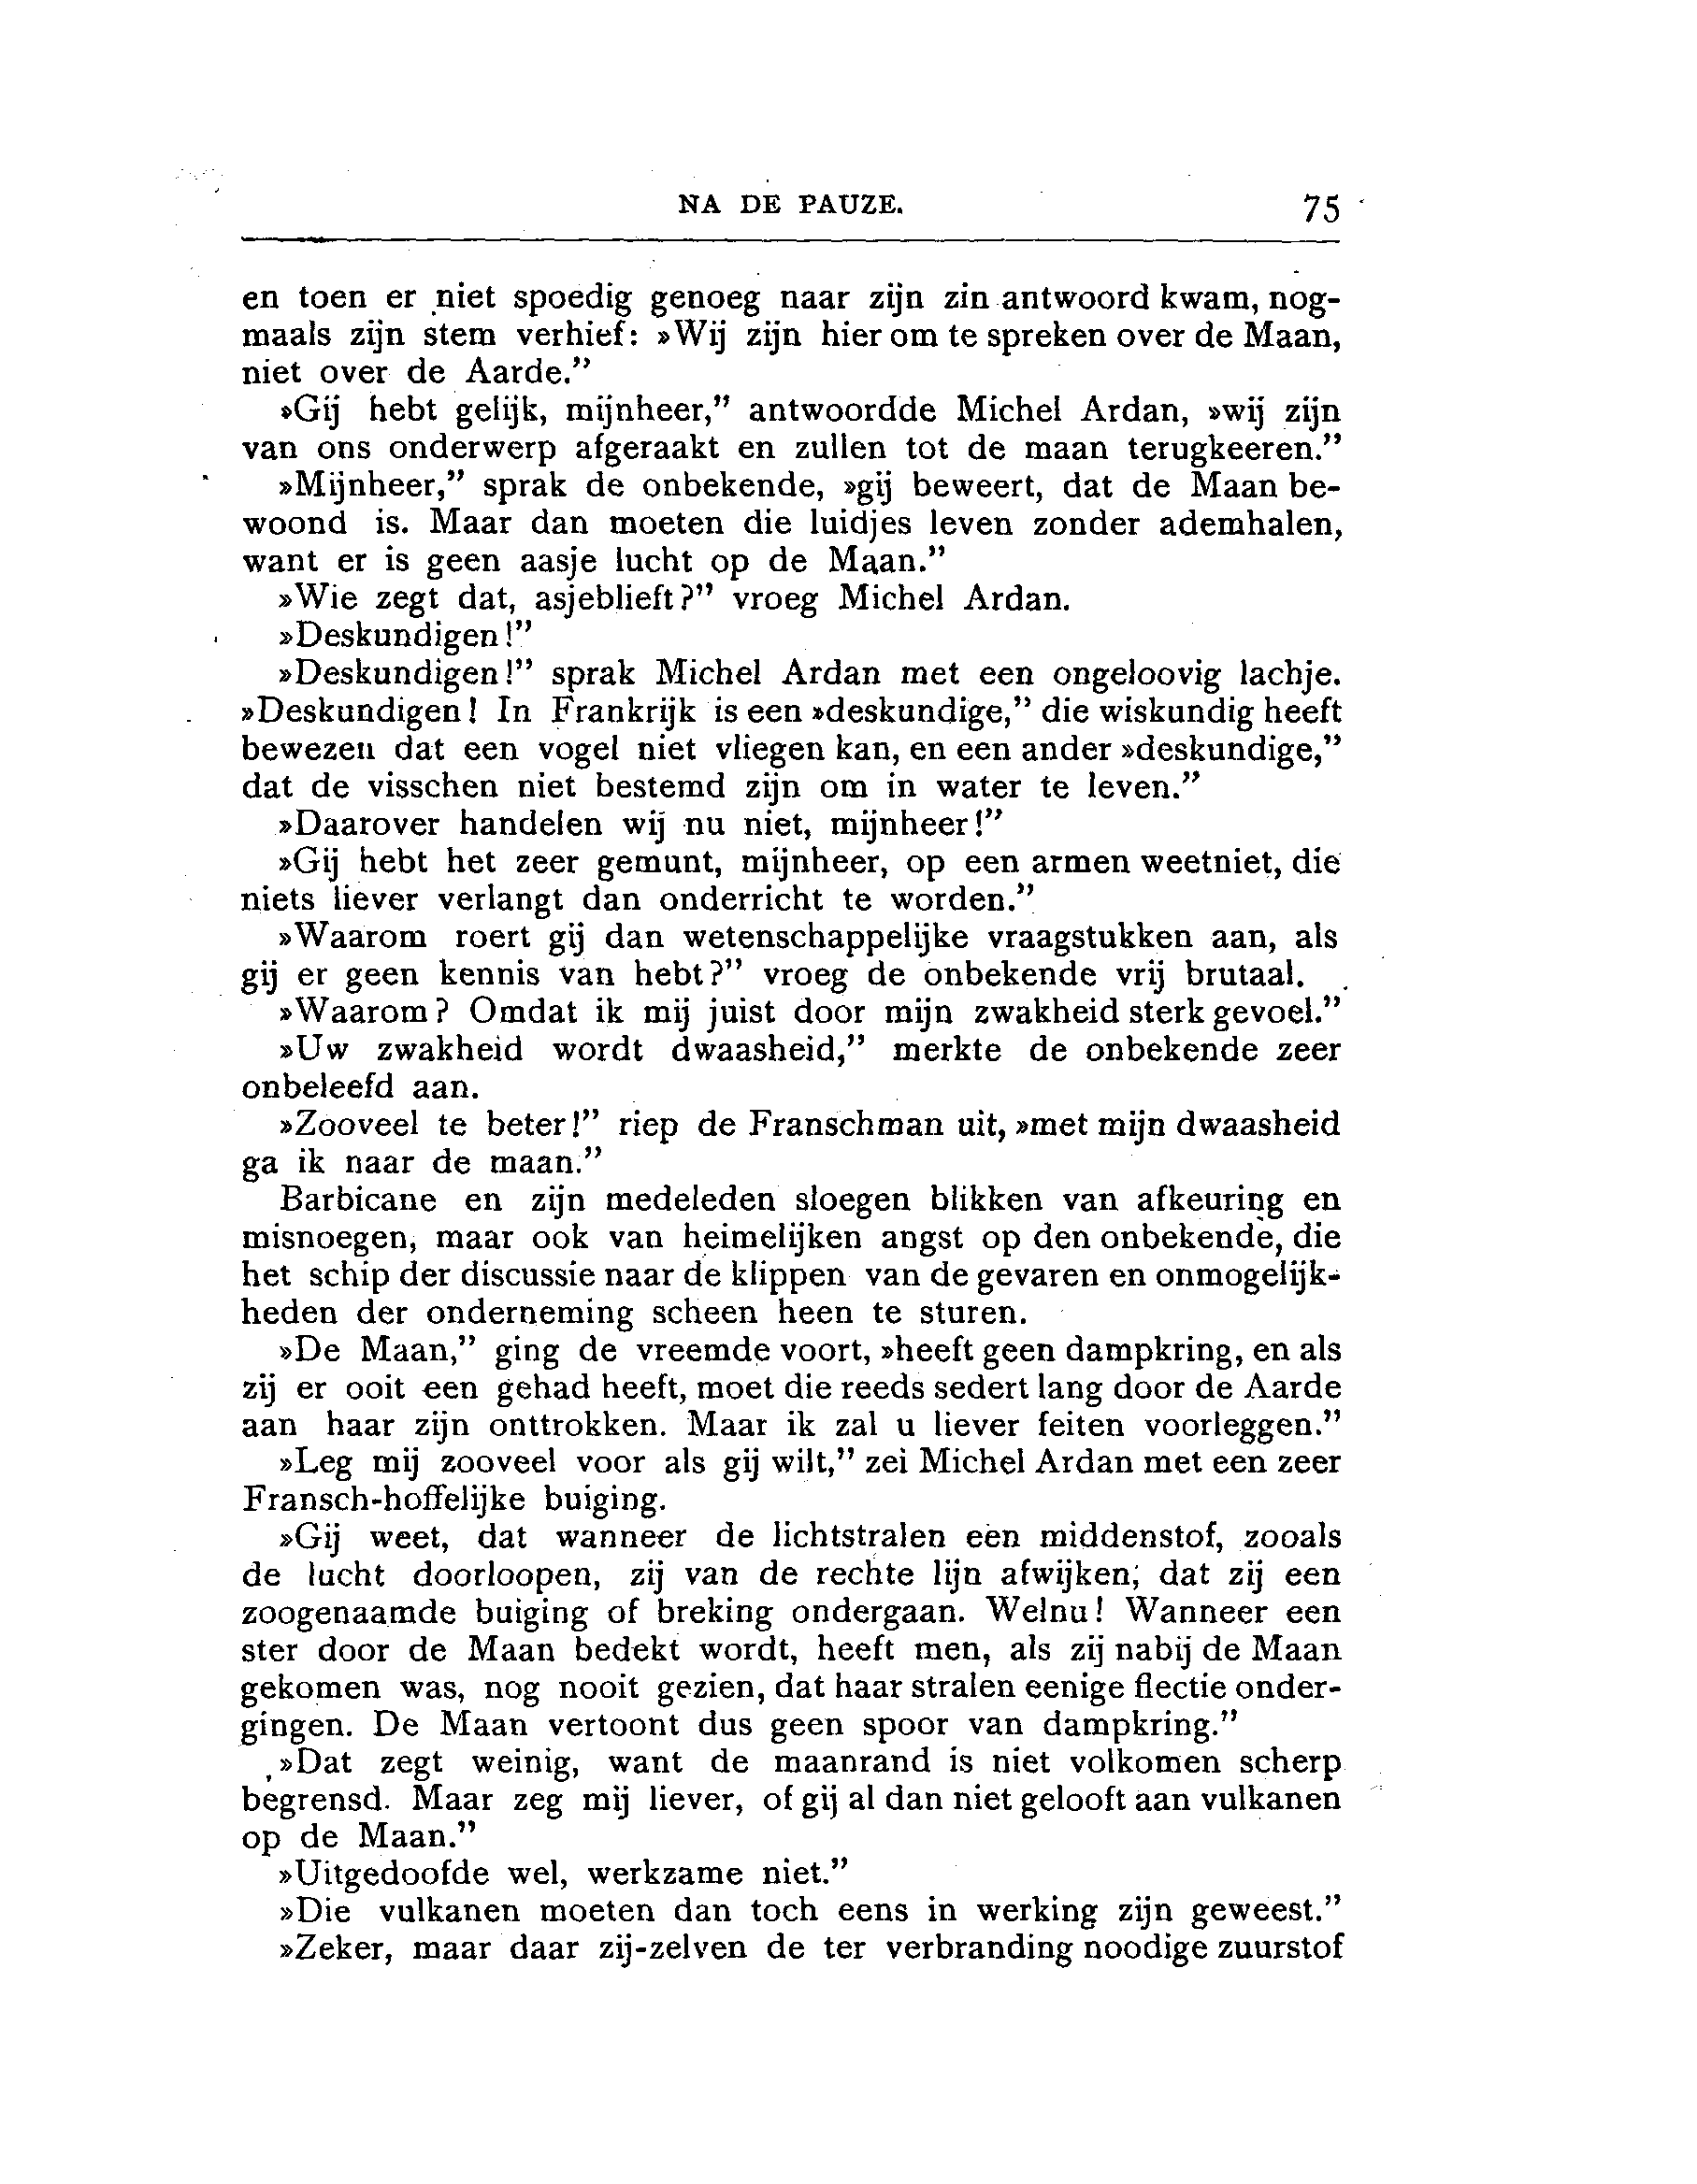 NA DE PAUZE. 75
en toen er niet spoedig genoeg naar zijn zin antwoord kwam, nog-
maals zijn stem verhief: »Wij zijn hier om te spreken over de Maan,
niet over de Aarde.”
»Gij hebt gelijk, mijnheer,” antwoordde Michel Ardan, »wij zijn
van ons onderwerp afgeraakt en zullen tot de maan terugkeeren.”
»Mijnheer,” sprak de onbekende, »gij beweert, dat de Maan be-
woond is. Maar dan moeten die luidjes leven zonder ademhalen,
want er is geen aasje lucht op de Maan.”
»Wie zegt dat, asjeblieft?” vroeg Michel Ardan.
»Deskundigen!”
»Deskundigen!” sprak Michel Ardan met een ongeloovig lachje.
»Deskundigen! In Frankrijk is een »deskundige,” die wiskundig heeft
bewezen dat een vogel niet vliegen kan, en een ander »deskundige,”
dat de visschen niet bestemd zijn om in water te leven.”
»Daarover handelen wij nu niet, mijnheer!”
»Gij hebt het zeer gemunt, mijnheer, op een armen weetniet, die
niets liever verlangt dan onderricht te worden.”
»Waarom roert gij dan wetenschappelijke vraagstukken aan, als
gij er geen kennis van hebt?” vroeg de onbekende vrij brutaal.
»Waarom? Omdat ik mij juist door mijn zwakheid sterk gevoel.”
»Uw zwakheid wordt dwaasheid,” merkte de onbekende zeer
onbeleefd aan.
»Zooveel te beter!” riep de Franschman uit, »met mijn dwaasheid
ga ik naar de maan.”
Barbicane en zijn medeleden sloegen blikken van afkeuring en
misnoegen, maar ook van heimelijken angst op den onbekende, die
het schip der discussie naar de klippen van de gevaren en onmogelijk-
heden der onderneming scheen heen te sturen.
»De Maan,” ging de vreemde voort, »heeft geen dampkring, en als
zij er ooit een gehad heeft, moet die reeds sedert lang door de Aarde
aan haar zijn onttrokken. Maar ik zal u liever feiten voorleggen.”
»Leg mij zooveel voor als gij wilt,” zei Michel Ardan met een zeer
Fransch-hoffelijke buiging.
»Gij weet, dat wanneer de lichtstralen een middenstof, zooals
de lucht doorloopen, zij van de rechte lijn afwijken; dat zij een
zoogenaamde buiging of breking ondergaan. Welnu! Wanneer een
ster door de Maan bedekt wordt, heeft men, als zij nabij de Maan
gekomen was, nog nooit gezien, dat haar stralen eenige flectie onder-
gingen. De Maan vertoont dus geen spoor van dampkring.”
»Dat zegt weinig, want de maanrand is niet volkomen scherp
begrensd. Maar zeg mij liever, of gij al dan niet gelooft aan vulkanen
op de Maan.”
»Uitgedoofde wel, werkzame niet.”
»Die vulkanen moeten dan toch eens in werking zijn geweest.”
»Zeker, maar daar zij-zelven de ter verbranding noodige zuurstof